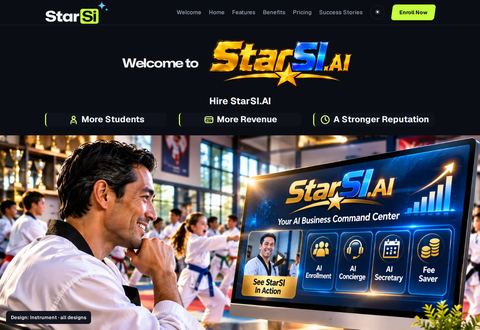 StarSi
Welcome Home Features Benefits Pricing Success Stories
Enroll Now
Welcome to StarSI.AI
Hire StarSI.AI
More Students
More Revenue
A Stronger Reputation
StarSI.AI
Your AI Business Command Center
See StarSI
In Action
AI
Enrollment
AI
Concierge
AI
Secretary
Fee
Saver
Design: Instrument · all designs